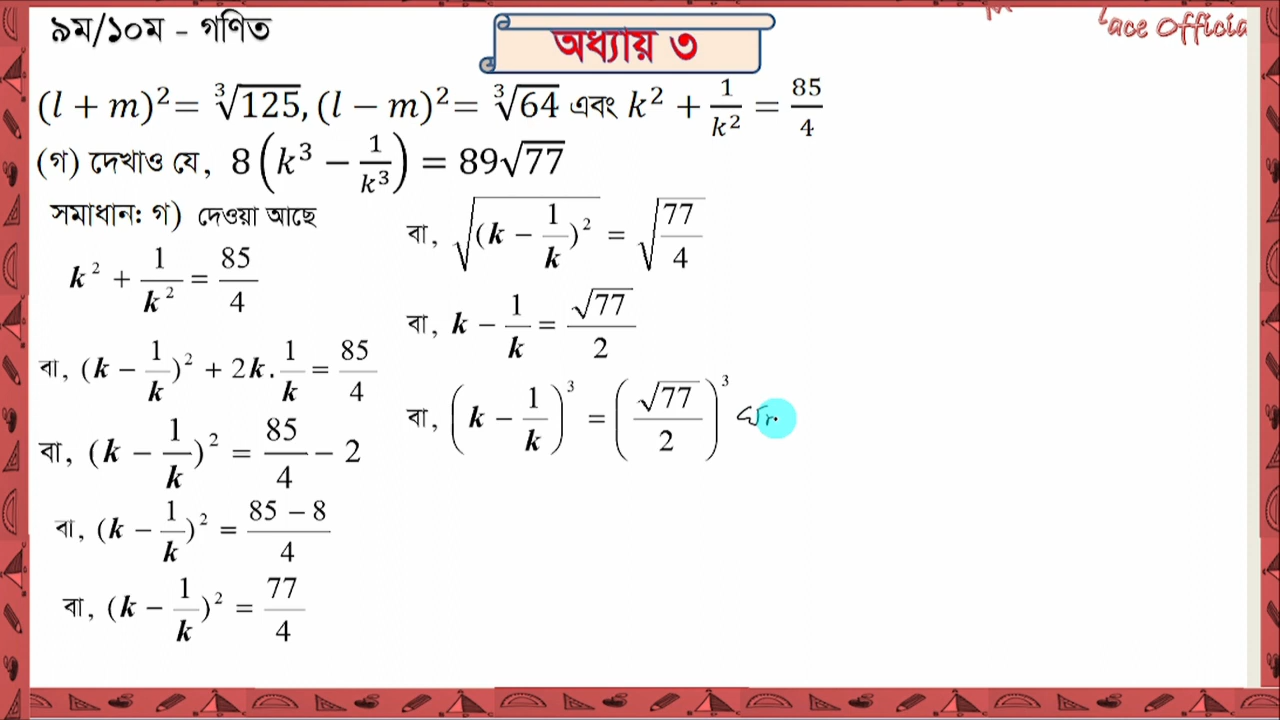 ৯ম/১০ম - গণিত
অধ্যায় ৩
lace Officia
(l + m)²= ∛125, (l − m)²= ∛64 এবং k² + 1/k² = 85/4
(গ) দেখাও যে, 8(k³ − 1/k³) = 89√77
সমাধান: গ) দেওয়া আছে
k² + 1/k² = 85/4
বা, (k − 1/k)² + 2k.1/k = 85/4
বা, (k − 1/k)² = 85/4 − 2
বা, (k − 1/k)² = (85 − 8)/4
বা, (k − 1/k)² = 77/4
বা, √(k − 1/k)² = √77/4
বা, k − 1/k = √77/2
বা, (k − 1/k)³ = (√77/2)³